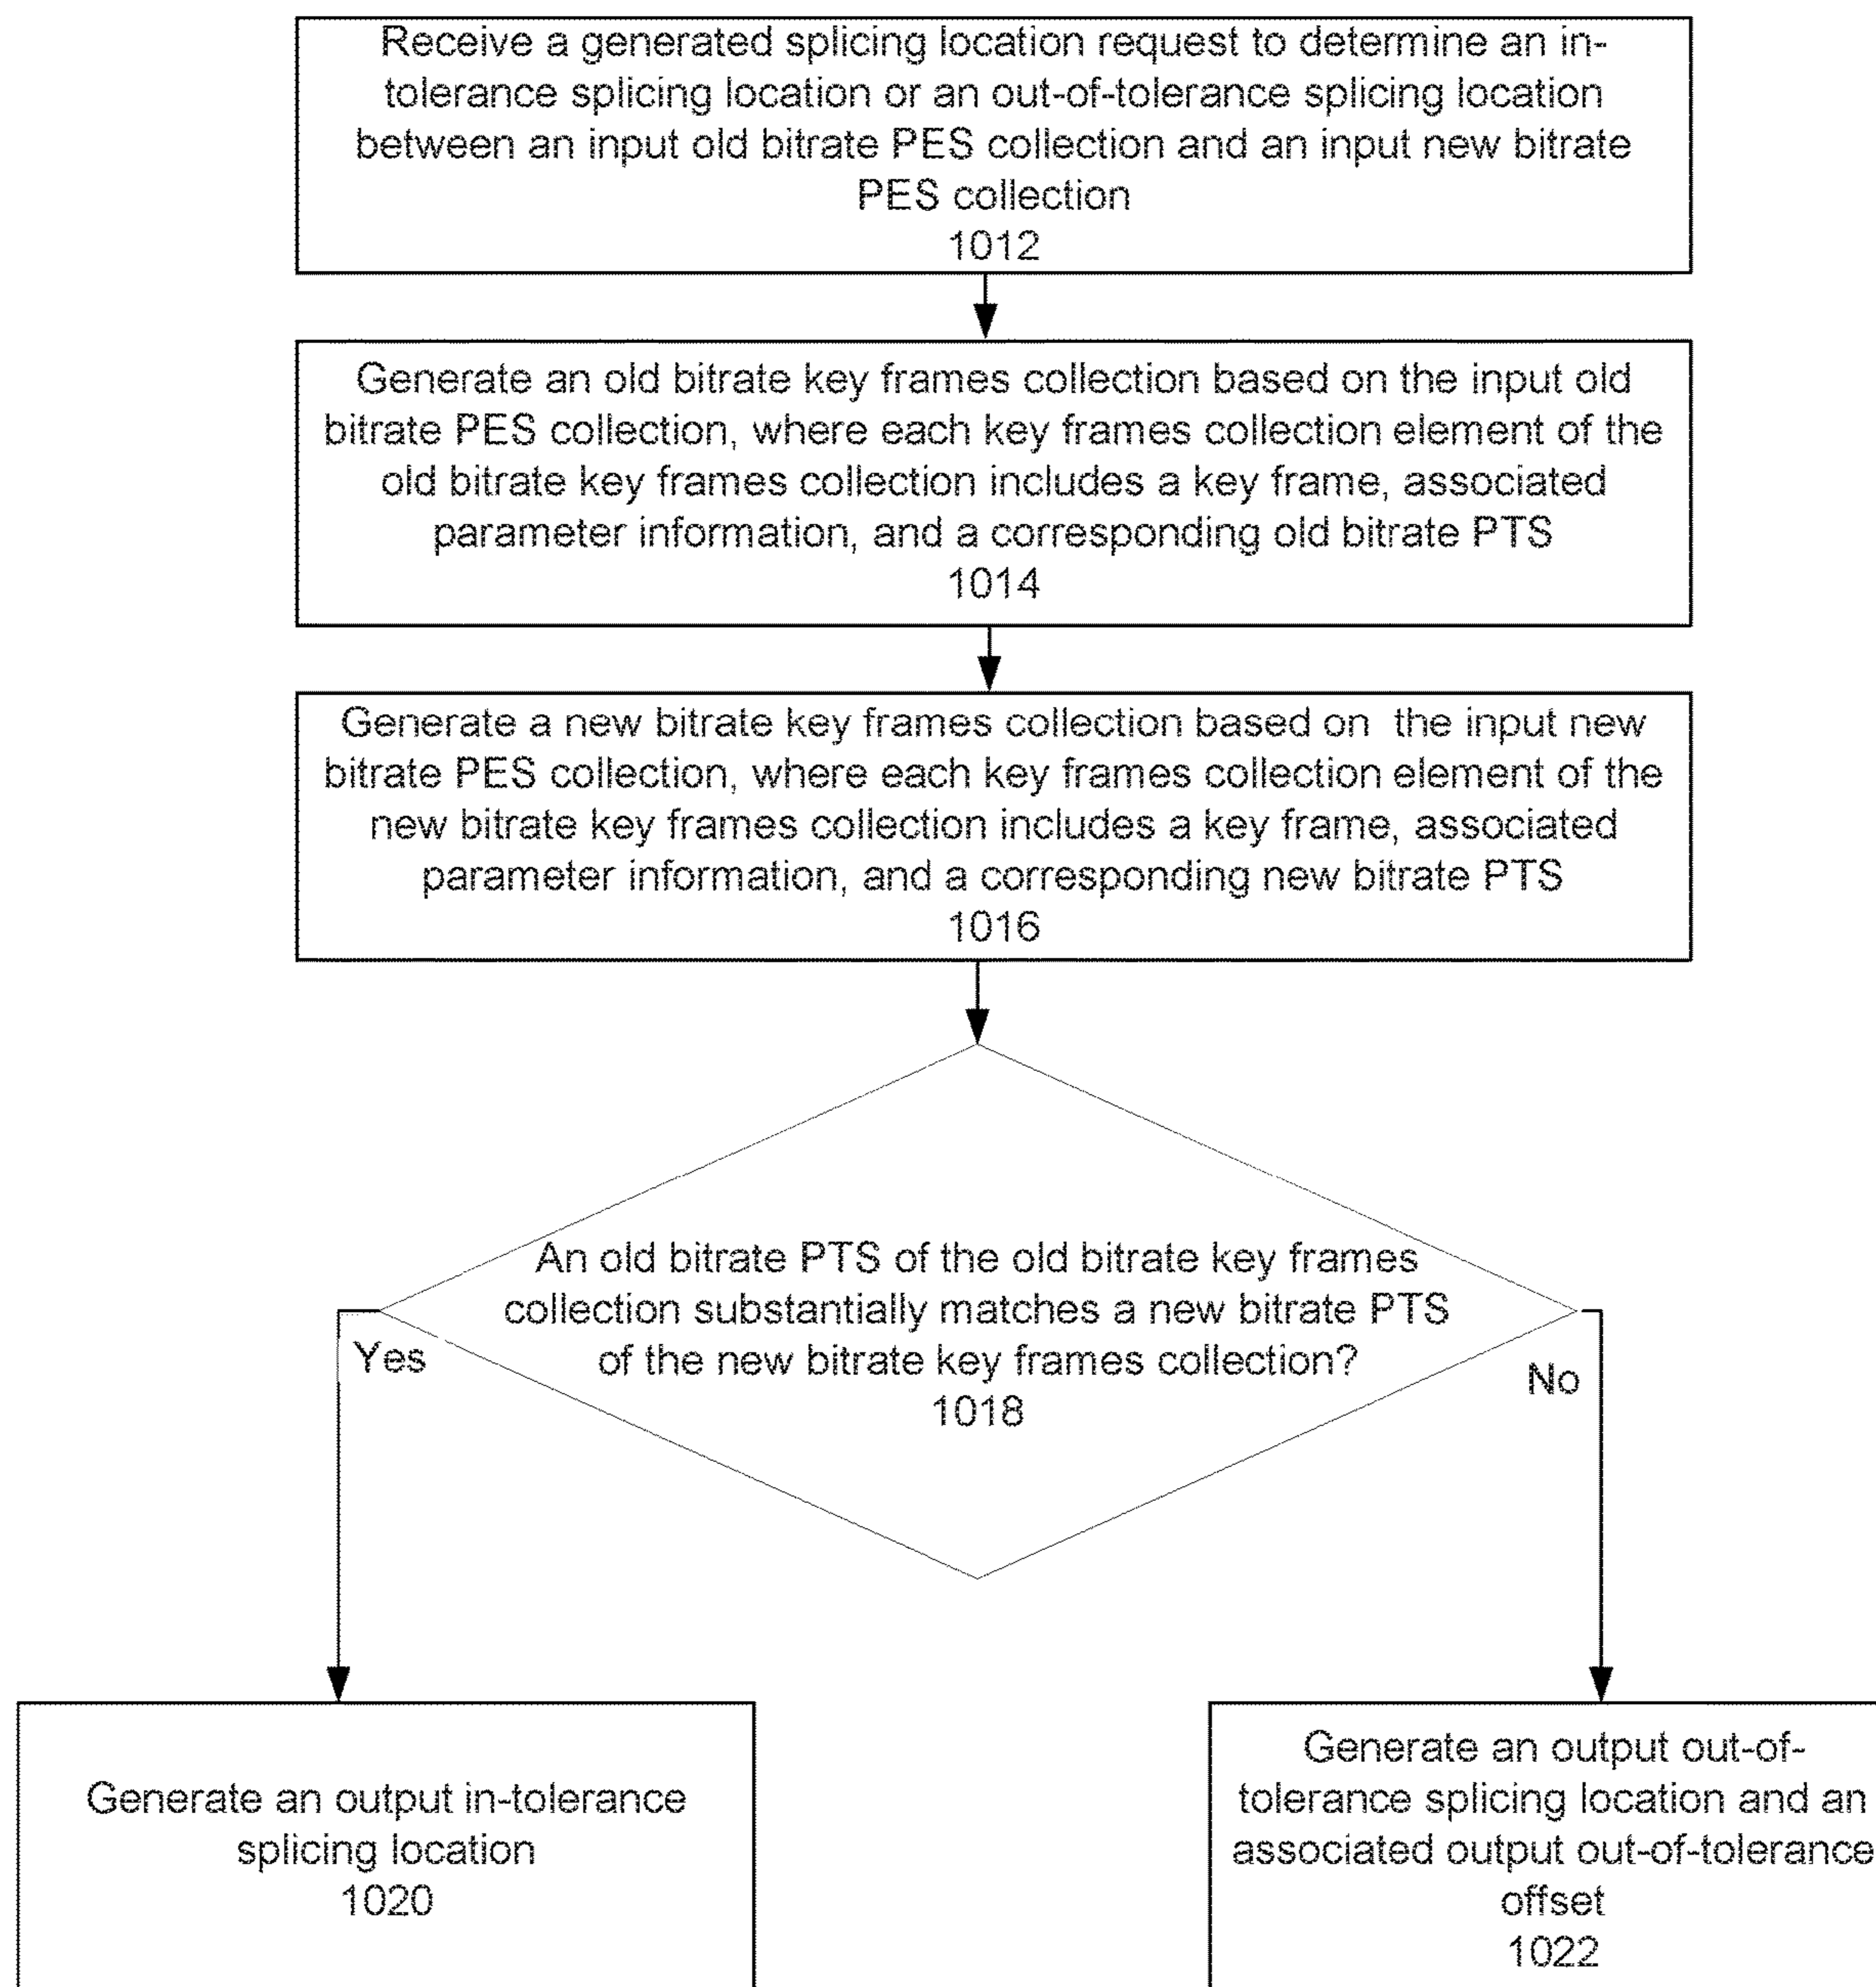 Receive a generated splicing location request to determine an in-
tolerance splicing location or an out-of-tolerance splicing location
between an input old bitrate PES collection and an input new bitrate
PES collection
1012
Generate an old bitrate key frames collection based on the input old
bitrate PES collection, where each key frames collection element of the
old bitrate key frames collection includes a key frame, associated
parameter information, and a corresponding old bitrate PTS
1014
Generate a new bitrate key frames collection based on the input new
bitrate PES collection, where each key frames collection element of the
new bitrate key frames collection includes a key frame, associated
parameter information, and a corresponding new bitrate PTS
1016
An old bitrate PTS of the old bitrate key frames
collection substantially matches a new bitrate PTS
of the new bitrate key frames collection?
1018
Yes
No
Generate an output in-tolerance
splicing location
1020
Generate an output out-of-
tolerance splicing location and an
associated output out-of-tolerance
offset
1022